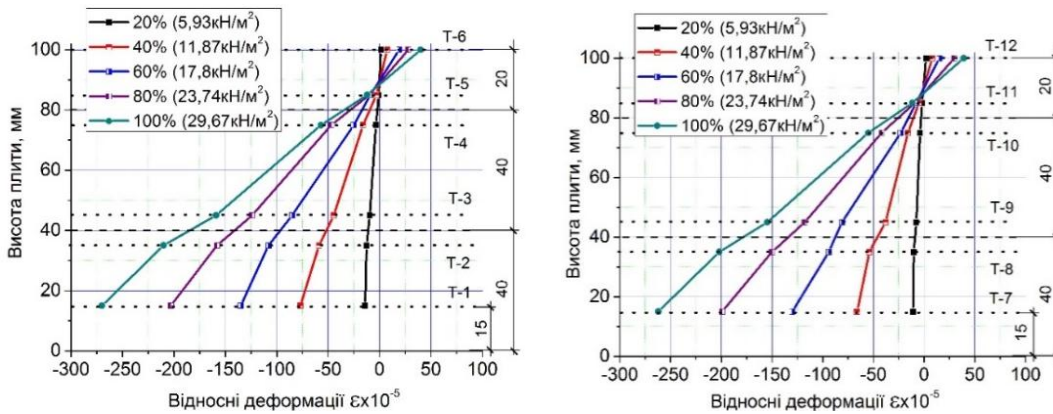 20% (5,93кН/м²)
40% (11,87кН/м²)
60% (17,8кН/м²)
80% (23,74кН/м²)
100% (29,67кН/м²)
Висота плити, мм
100
80
60
40
20
0
T-6
T-5
T-4
T-3
T-2
T-1
20
40
40
15
-300 -250 -200 -150 -100 -50 0 50 100
Відносні деформації εx10⁻⁵
20% (5,93кН/м²)
40% (11,87кН/м²)
60% (17,8кН/м²)
80% (23,74кН/м²)
100% (29,67кН/м²)
Висота плити, мм
100
80
60
40
20
0
T-12
T-11
T-10
T-9
T-8
T-7
20
40
40
15
-300 -250 -200 -150 -100 -50 0 50 100
Відносні деформації εx10⁻⁵